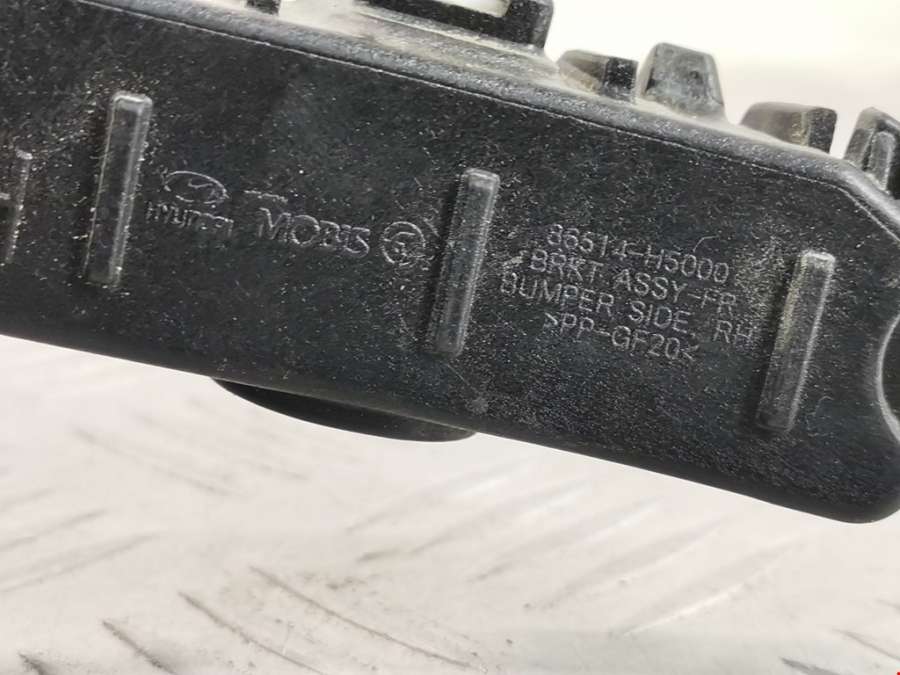 H
HYUNDAI
MOBIS
86514-H5000
BRKT ASSY-FR
BUMPER SIDE, RH
>PP-GF20<